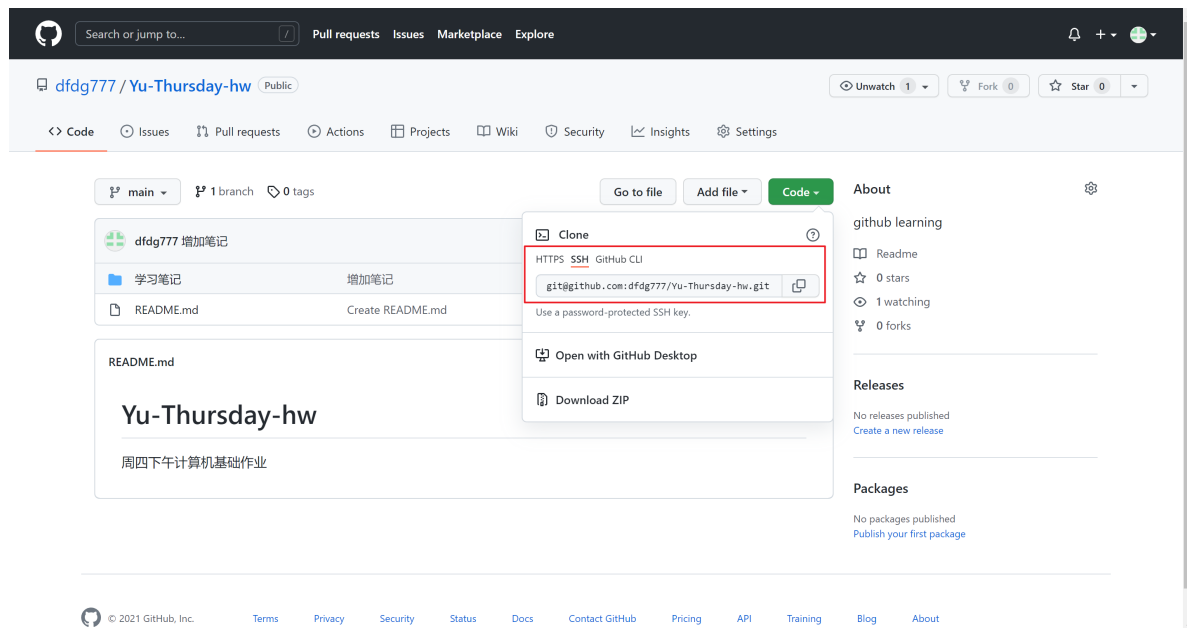 Search or jump to... / Pull requests Issues Marketplace Explore
dfdg777 / Yu-Thursday-hw Public Unwatch 1 Fork 0 Star 0
Code Issues Pull requests Actions Projects Wiki Security Insights Settings
main 1 branch 0 tags Go to file Add file Code
dfdg777 增加笔记
学习笔记 增加笔记
README.md Create README.md
Clone
HTTPS SSH GitHub CLI
git@github.com:dfdg777/Yu-Thursday-hw.git
Use a password-protected SSH key.
Open with GitHub Desktop
Download ZIP
README.md
Yu-Thursday-hw
周四下午计算机基础作业
About
github learning
Readme
0 stars
1 watching
0 forks
Releases
No releases published
Create a new release
Packages
No packages published
Publish your first package
© 2021 GitHub, Inc. Terms Privacy Security Status Docs Contact GitHub Pricing API Training Blog About